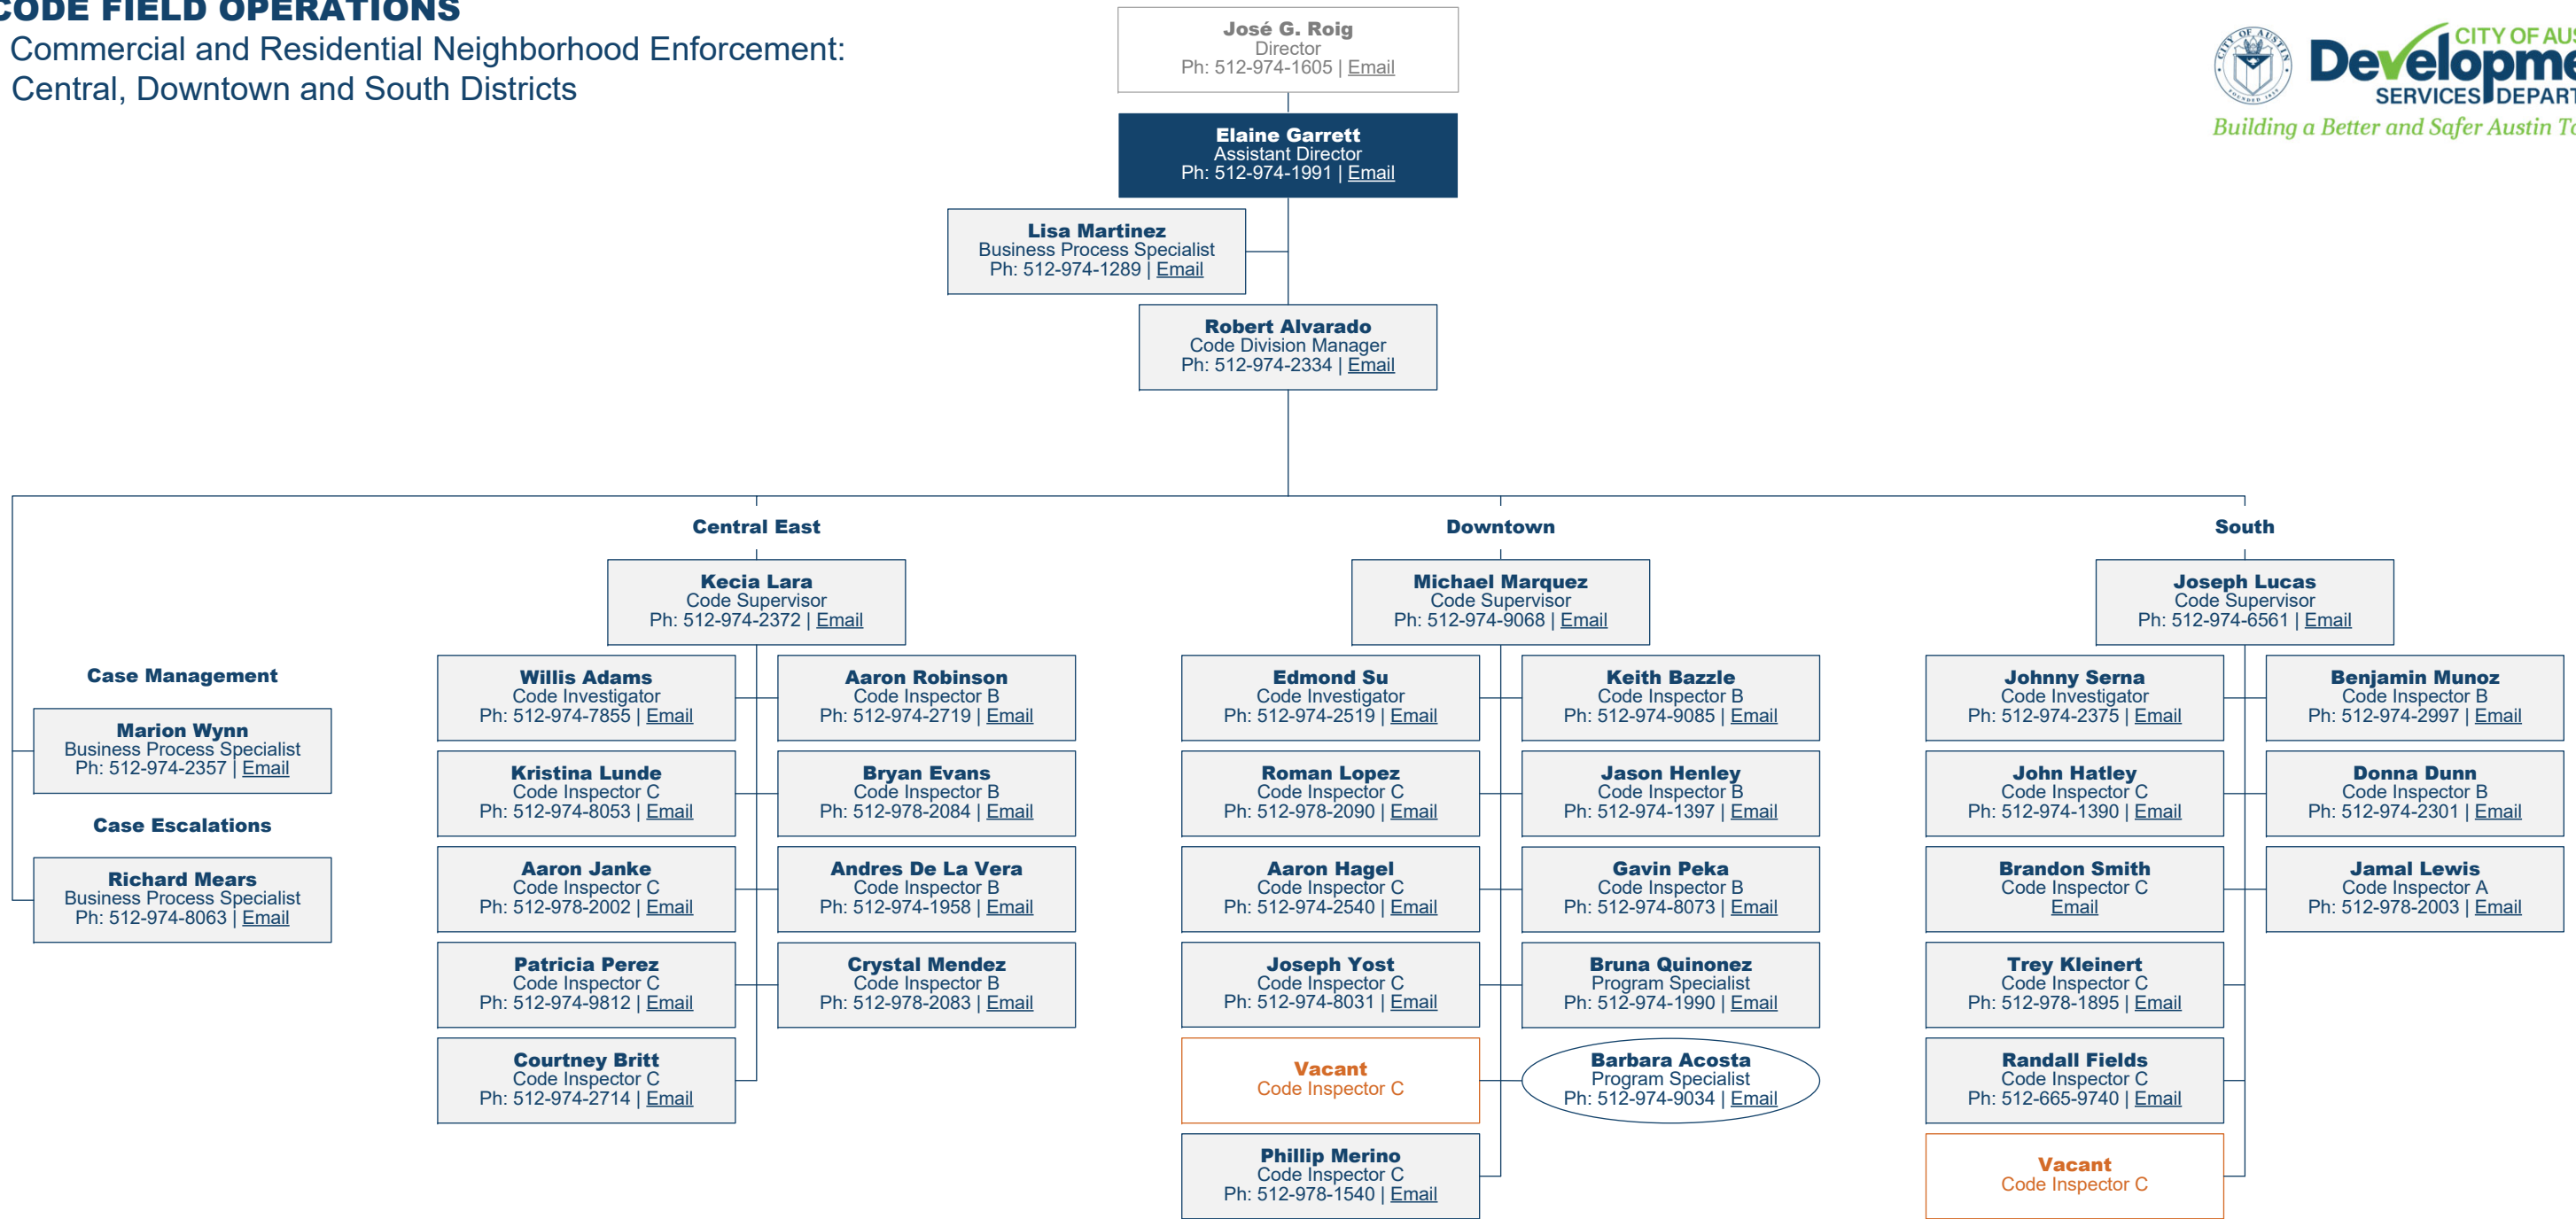 CODE FIELD OPERATIONS
Commercial and Residential Neighborhood Enforcement:
Central, Downtown and South Districts
CITY OF AUSTIN
FOUNDED 1839
CITY OF AUS
Developme
SERVICES DEPART
Building a Better and Safer Austin To
José G. Roig
Director
Ph: 512-974-1605 | Email
Elaine Garrett
Assistant Director
Ph: 512-974-1991 | Email
Lisa Martinez
Business Process Specialist
Ph: 512-974-1289 | Email
Robert Alvarado
Code Division Manager
Ph: 512-974-2334 | Email
Case Management
Marion Wynn
Business Process Specialist
Ph: 512-974-2357 | Email
Case Escalations
Richard Mears
Business Process Specialist
Ph: 512-974-8063 | Email
Central East
Kecia Lara
Code Supervisor
Ph: 512-974-2372 | Email
Willis Adams
Code Investigator
Ph: 512-974-7855 | Email
Aaron Robinson
Code Inspector B
Ph: 512-974-2719 | Email
Kristina Lunde
Code Inspector C
Ph: 512-974-8053 | Email
Bryan Evans
Code Inspector B
Ph: 512-978-2084 | Email
Aaron Janke
Code Inspector C
Ph: 512-978-2002 | Email
Andres De La Vera
Code Inspector B
Ph: 512-974-1958 | Email
Patricia Perez
Code Inspector C
Ph: 512-974-9812 | Email
Crystal Mendez
Code Inspector B
Ph: 512-978-2083 | Email
Courtney Britt
Code Inspector C
Ph: 512-974-2714 | Email
Downtown
Michael Marquez
Code Supervisor
Ph: 512-974-9068 | Email
Edmond Su
Code Investigator
Ph: 512-974-2519 | Email
Keith Bazzle
Code Inspector B
Ph: 512-974-9085 | Email
Roman Lopez
Code Inspector C
Ph: 512-978-2090 | Email
Jason Henley
Code Inspector B
Ph: 512-974-1397 | Email
Aaron Hagel
Code Inspector C
Ph: 512-974-2540 | Email
Gavin Peka
Code Inspector B
Ph: 512-974-8073 | Email
Joseph Yost
Code Inspector C
Ph: 512-974-8031 | Email
Bruna Quinonez
Program Specialist
Ph: 512-974-1990 | Email
Vacant
Code Inspector C
Barbara Acosta
Program Specialist
Ph: 512-974-9034 | Email
Phillip Merino
Code Inspector C
Ph: 512-978-1540 | Email
South
Joseph Lucas
Code Supervisor
Ph: 512-974-6561 | Email
Johnny Serna
Code Investigator
Ph: 512-974-2375 | Email
Benjamin Munoz
Code Inspector B
Ph: 512-974-2997 | Email
John Hatley
Code Inspector C
Ph: 512-974-1390 | Email
Donna Dunn
Code Inspector B
Ph: 512-974-2301 | Email
Brandon Smith
Code Inspector C
Email
Jamal Lewis
Code Inspector A
Ph: 512-978-2003 | Email
Trey Kleinert
Code Inspector C
Ph: 512-978-1895 | Email
Randall Fields
Code Inspector C
Ph: 512-665-9740 | Email
Vacant
Code Inspector C